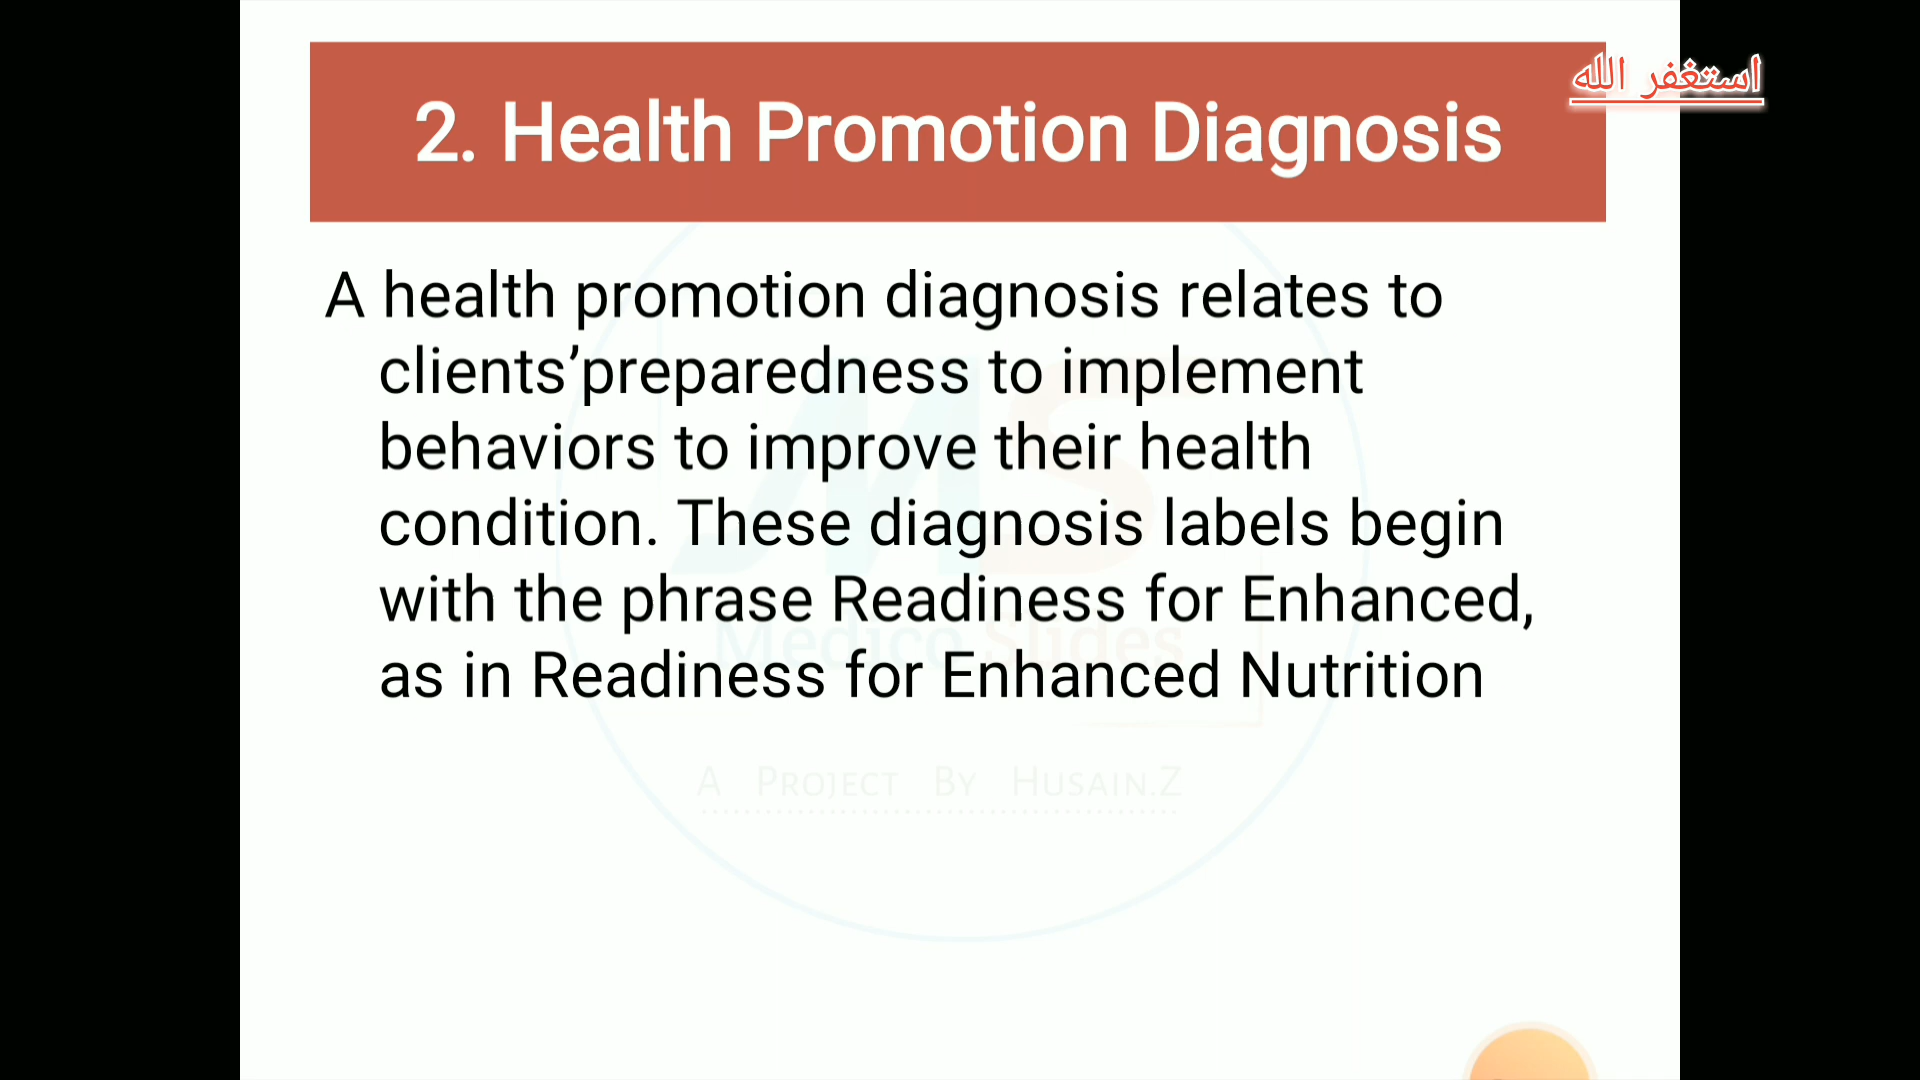 استغفر الله
2. Health Promotion Diagnosis
A health promotion diagnosis relates to
clients’preparedness to implement
behaviors to improve their health
condition. These diagnosis labels begin
with the phrase Readiness for Enhanced,
as in Readiness for Enhanced Nutrition
MS
Medico Slides
A Project By Husain.Z